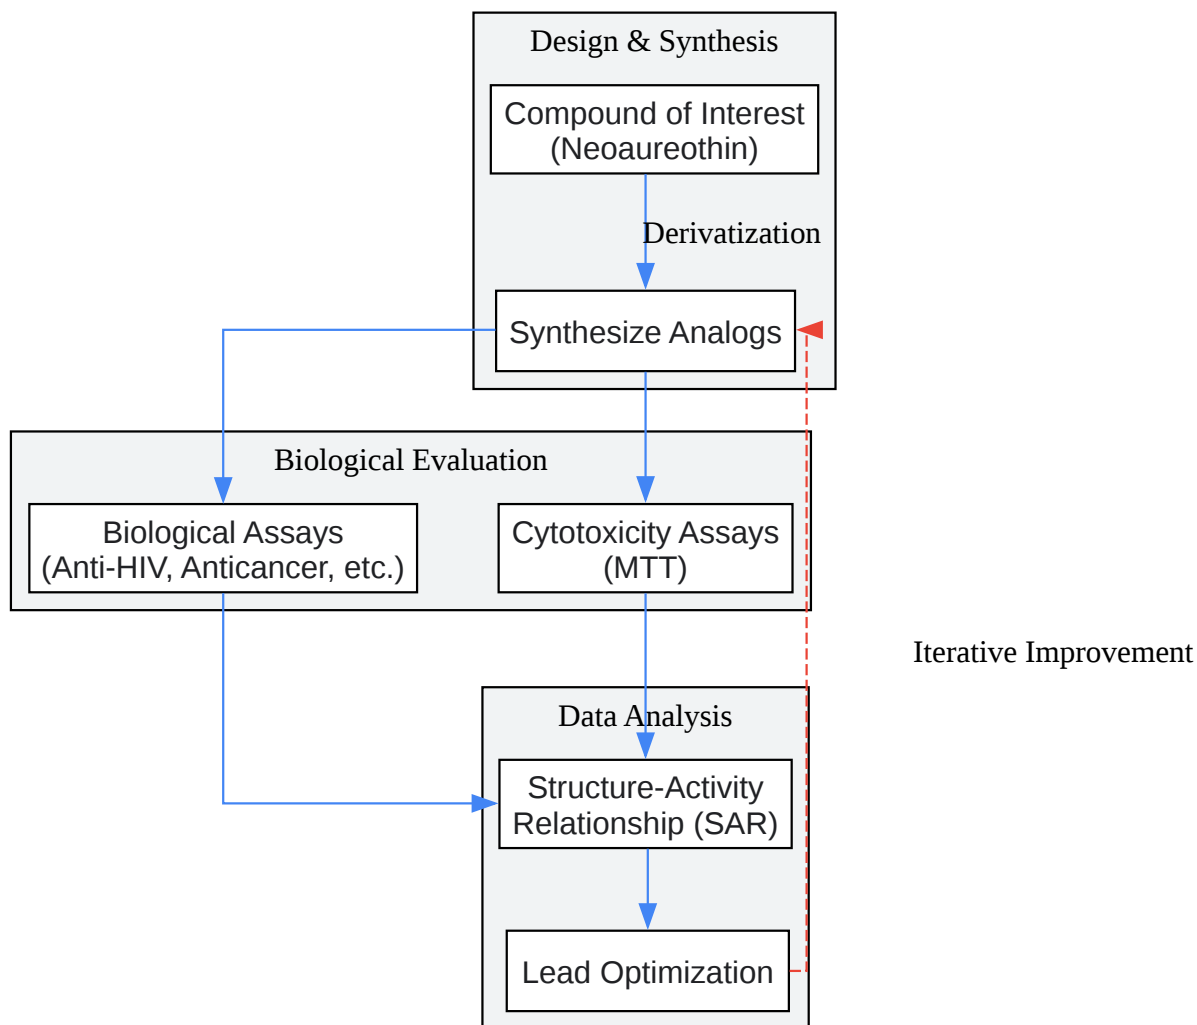 Design & Synthesis
Compound of Interest
(Neoaureothin)
Derivatization
Synthesize Analogs
Biological Evaluation
Biological Assays
(Anti-HIV, Anticancer, etc.)
Cytotoxicity Assays
(MTT)
Iterative Improvement
Data Analysis
Structure-Activity
Relationship (SAR)
Lead Optimization